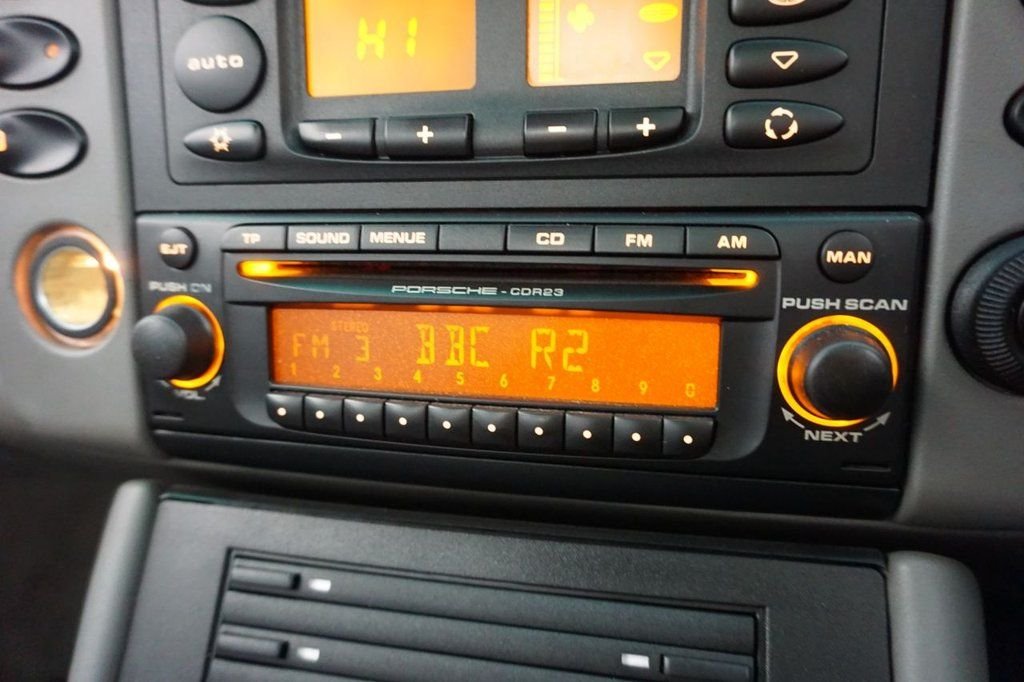 HI
auto
- + - +
EJT TP SOUND MENUE CD FM AM MAN
PORSCHE - CDR23
PUSH ON
PUSH SCAN
STEREO
FM 3 BBC R2
1 2 3 4 5 6 7 8 9 0
VOL
NEXT